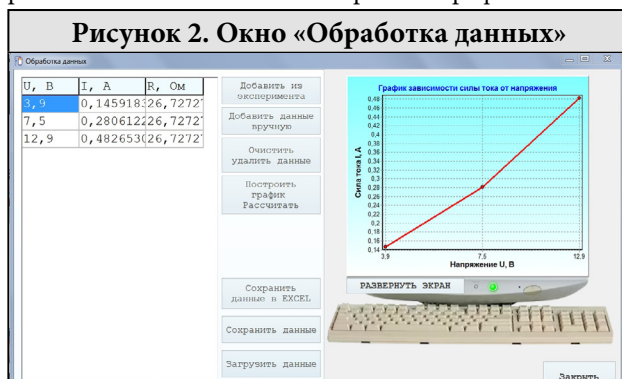 Рисунок 2. Окно «Обработка данных»
Обработка данных
U, В I, А R, Ом
3,9 0,145918 26,7272
7,5 0,280612 26,7272
12,9 0,482653 26,7272
Добавить из
эксперимента
Добавить данные
вручную
Очистить
удалить данные
Построить
график
Рассчитать
Сохранить
данные в EXCEL
Сохранить данные
Загрузить данные
График зависимости силы тока от напряжения
Сила тока I, А
0,48
0,46
0,44
0,42
0,4
0,38
0,36
0,34
0,32
0,3
0,28
0,26
0,24
0,22
0,2
0,18
0,16
0,14
3,9 7,5 12,9
Напряжение U, В
РАЗВЕРНУТЬ ЭКРАН
Закрыть